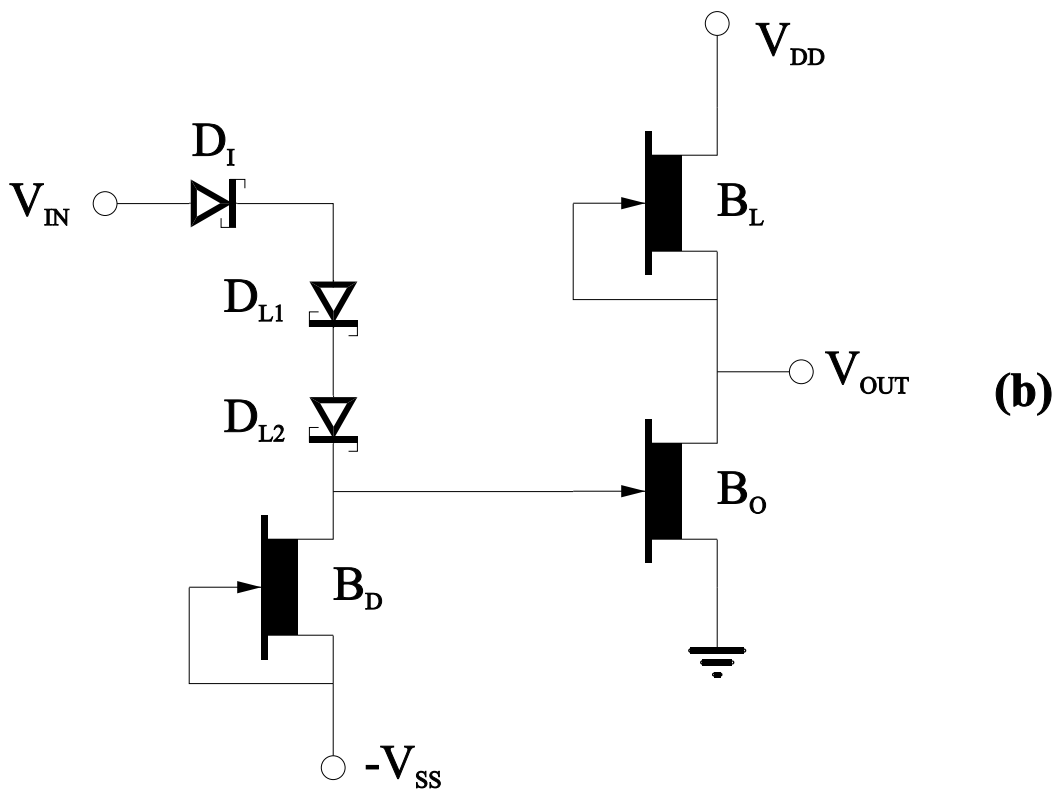 V_DD
D_I
V_IN
B_L
D_L1
V_OUT
(b)
D_L2
B_O
B_D
-V_SS